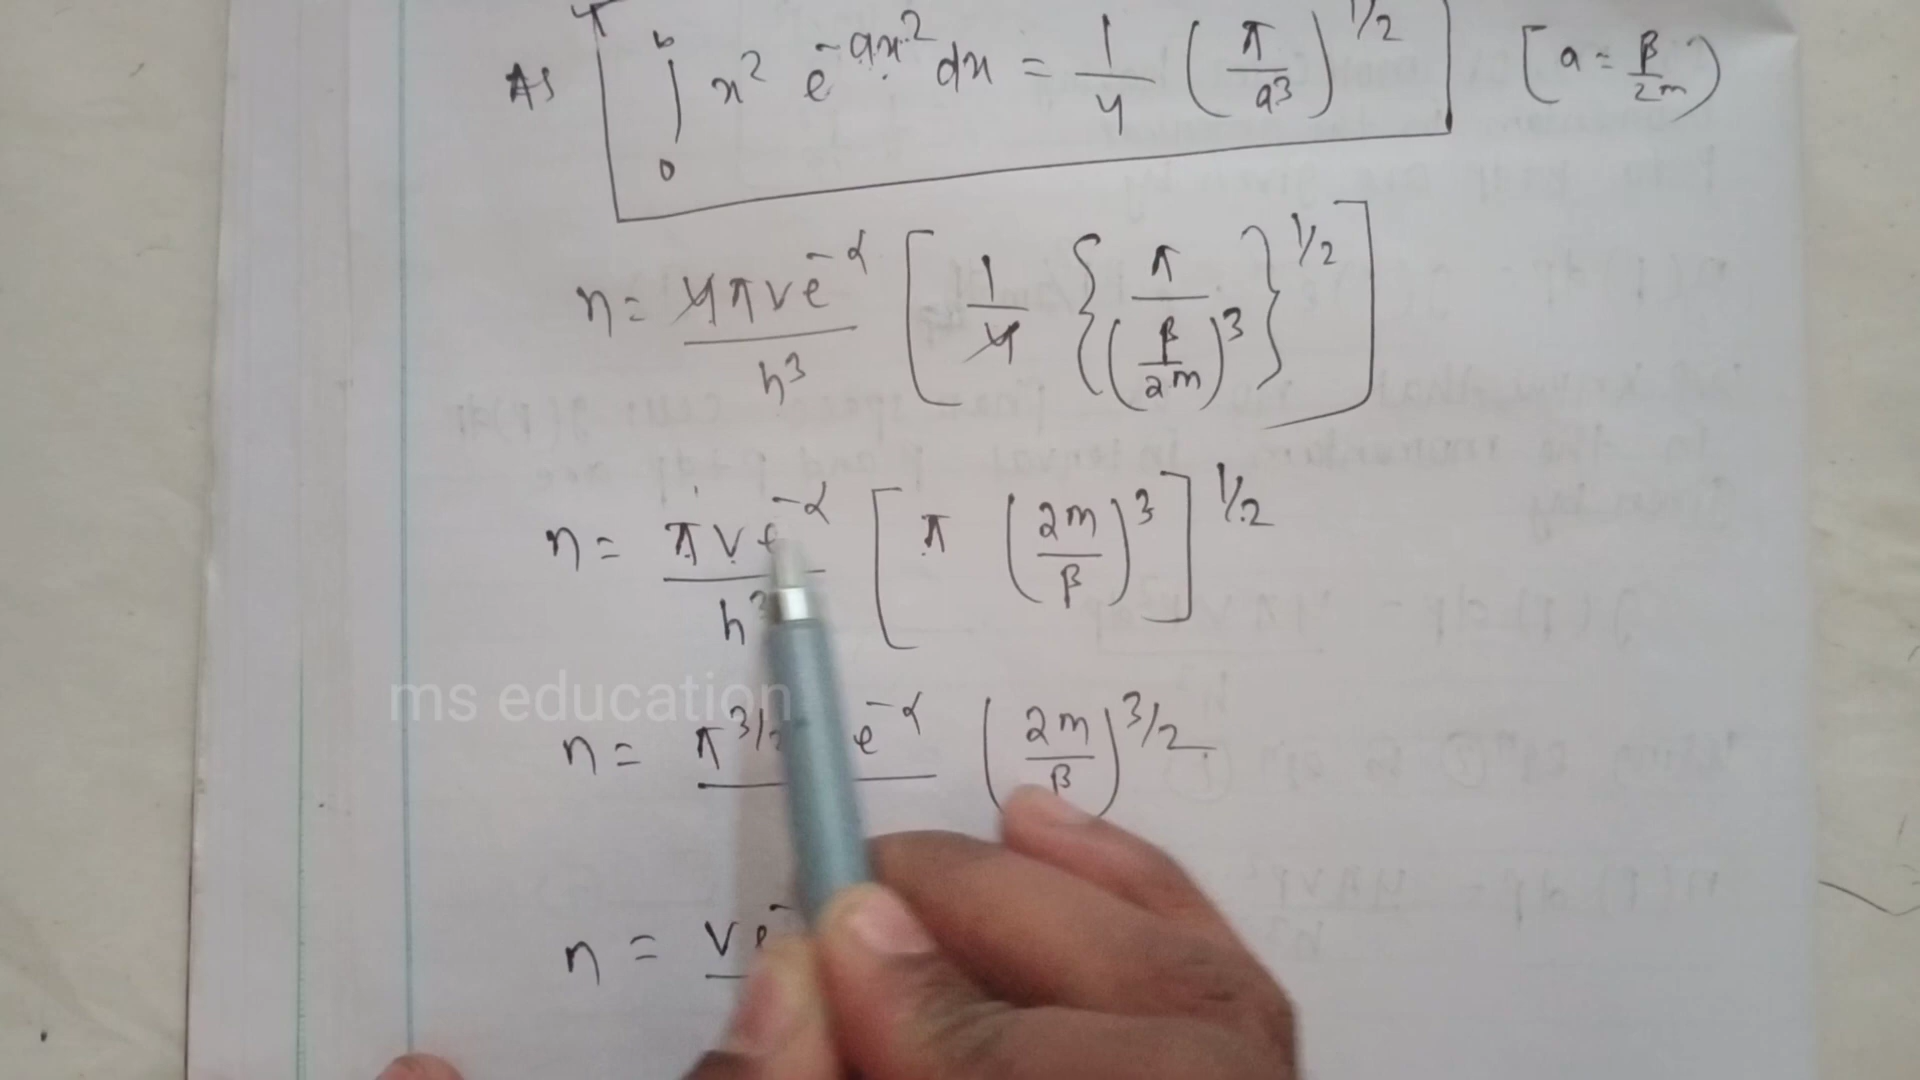 As ∫₀^b x² e^-ax² dx = 1/4 (π/a³)^1/2 [a = β/2m)
n = 4πVe^-α/h³ [1/4 {π/(β/2m)³}^1/2]
n = πVe^-α/h³ [π (2m/β)³]^1/2
ms education
n = π^3/2 e^-α (2m/β)^3/2
n = Ve^-